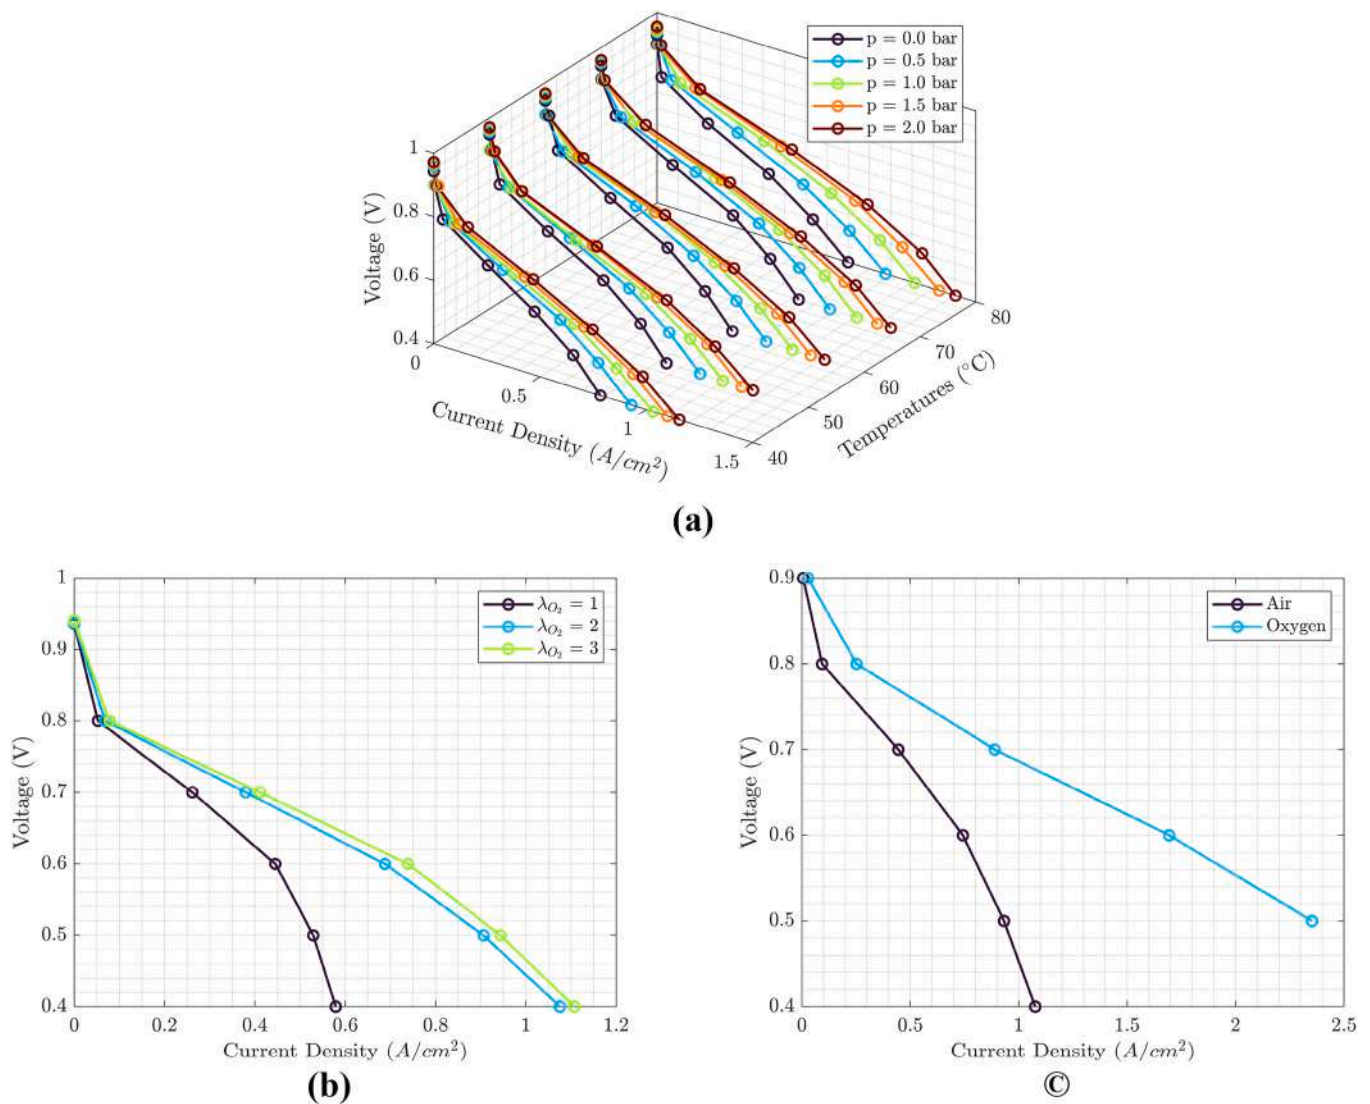 p = 0.0 bar
p = 0.5 bar
p = 1.0 bar
p = 1.5 bar
p = 2.0 bar
1
0.8
0.6
0.4
Voltage (V)
0
0.5
1
1.5
Current Density (A/cm²)
40
50
60
70
80
Temperatures (°C)
(a)
1
0.9
0.8
0.7
0.6
0.5
0.4
Voltage (V)
λO₂ = 1
λO₂ = 2
λO₂ = 3
0 0.2 0.4 0.6 0.8 1 1.2
Current Density (A/cm²)
(b)
0.9
0.8
0.7
0.6
0.5
0.4
Voltage (V)
Air
Oxygen
0 0.5 1 1.5 2 2.5
Current Density (A/cm²)
©